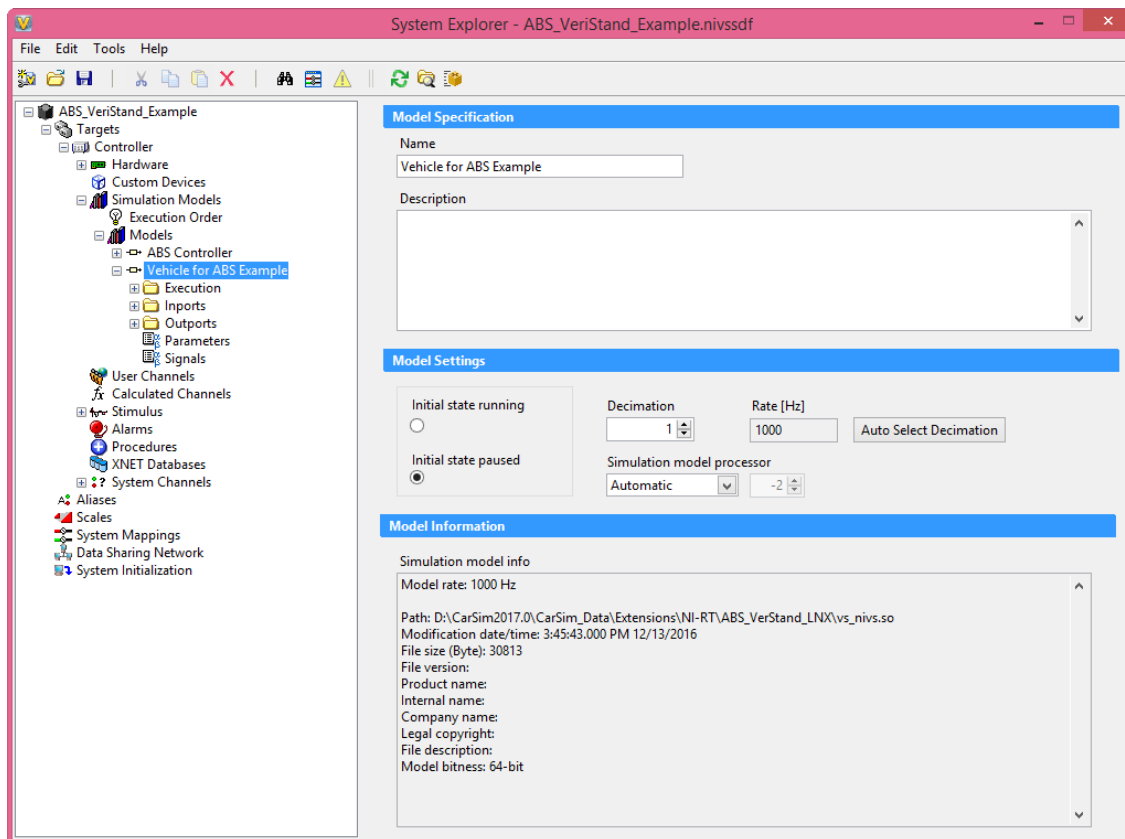 System Explorer - ABS_VeriStand_Example.nivssdf
File Edit Tools Help
ABS_VeriStand_Example
Targets
Controller
Hardware
Custom Devices
Simulation Models
Execution Order
Models
ABS Controller
Vehicle for ABS Example
Execution
Inports
Outports
Parameters
Signals
User Channels
Calculated Channels
Stimulus
Alarms
Procedures
XNET Databases
System Channels
Aliases
Scales
System Mappings
Data Sharing Network
System Initialization
Model Specification
Name
Vehicle for ABS Example
Description
Model Settings
Initial state running
Initial state paused
Decimation
1
Rate [Hz]
1000
Auto Select Decimation
Simulation model processor
Automatic
-2
Model Information
Simulation model info
Model rate: 1000 Hz
Path: D:\CarSim2017.0\CarSim_Data\Extensions\NI-RT\ABS_VerStand_LNX\vs_nivs.so
Modification date/time: 3:45:43.000 PM 12/13/2016
File size (Byte): 30813
File version:
Product name:
Internal name:
Company name:
Legal copyright:
File description:
Model bitness: 64-bit